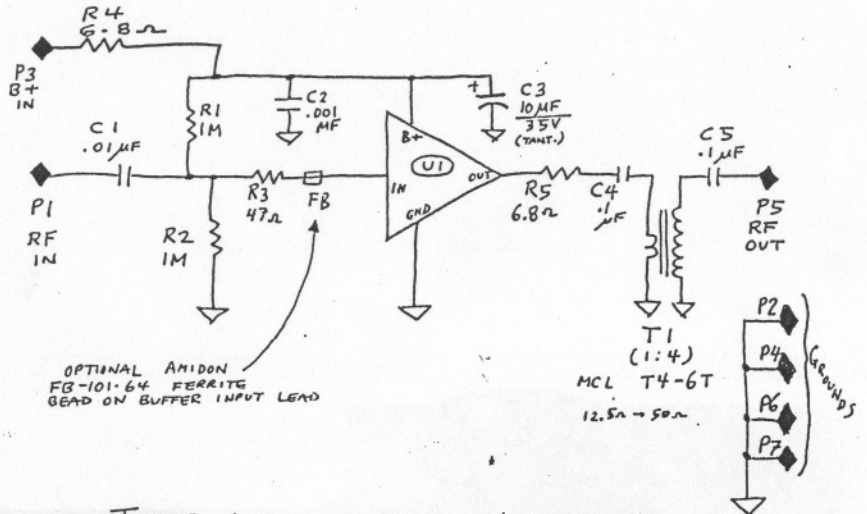 R4
6.8Ω
P3
B+
IN
R1
1M
C2
.001
MF
+
C3
10µF
35V
(TANT.)
C1
.01µF
B+
U1
IN
OUT
GND
C5
.1µF
P1
RF
IN
R3
47Ω
FB
R5
6.8Ω
C4
.1
µF
P5
RF
OUT
R2
1M
T1
(1:4)
MCL T4-6T
12.5Ω → 50Ω
OPTIONAL AMIDON
FB-101-64 FERRITE
BEAD ON BUFFER INPUT LEAD
P2
P4
P6
P7
GROUNDS